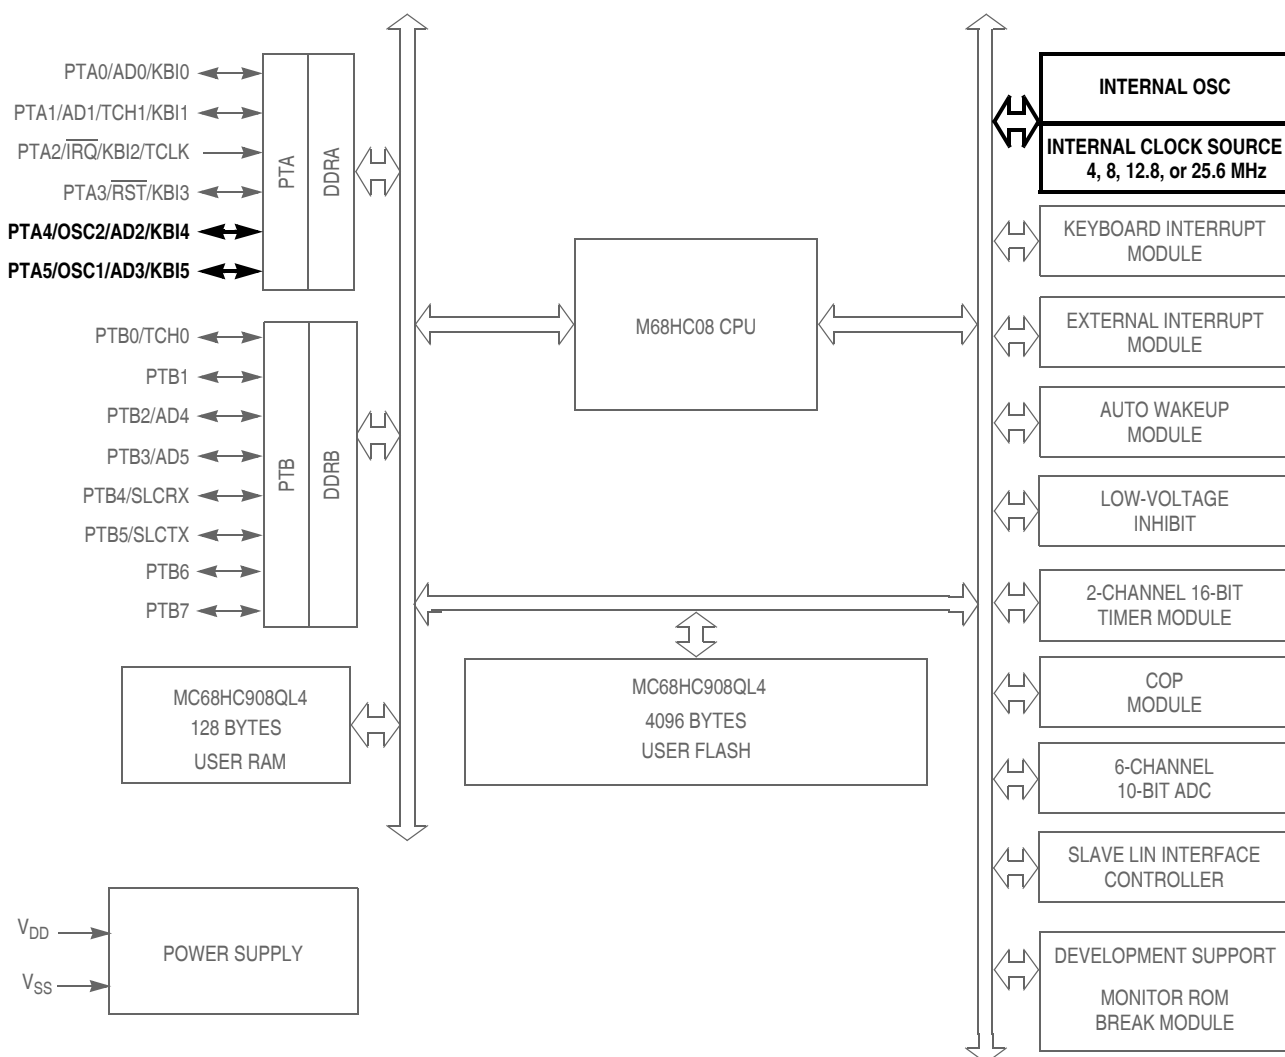 PTA0/AD0/KBI0
PTA1/AD1/TCH1/KBI1
PTA2/IRQ/KBI2/TCLK
PTA3/RST/KBI3
PTA4/OSC2/AD2/KBI4
PTA5/OSC1/AD3/KBI5
PTA
DDRA
PTB0/TCH0
PTB1
PTB2/AD4
PTB3/AD5
PTB4/SLCRX
PTB5/SLCTX
PTB6
PTB7
PTB
DDRB
MC68HC908QL4
128 BYTES
USER RAM
VDD
VSS
POWER SUPPLY
M68HC08 CPU
MC68HC908QL4
4096 BYTES
USER FLASH
INTERNAL OSC
INTERNAL CLOCK SOURCE
4, 8, 12.8, or 25.6 MHz
KEYBOARD INTERRUPT
MODULE
EXTERNAL INTERRUPT
MODULE
AUTO WAKEUP
MODULE
LOW-VOLTAGE
INHIBIT
2-CHANNEL 16-BIT
TIMER MODULE
COP
MODULE
6-CHANNEL
10-BIT ADC
SLAVE LIN INTERFACE
CONTROLLER
DEVELOPMENT SUPPORT
MONITOR ROM
BREAK MODULE